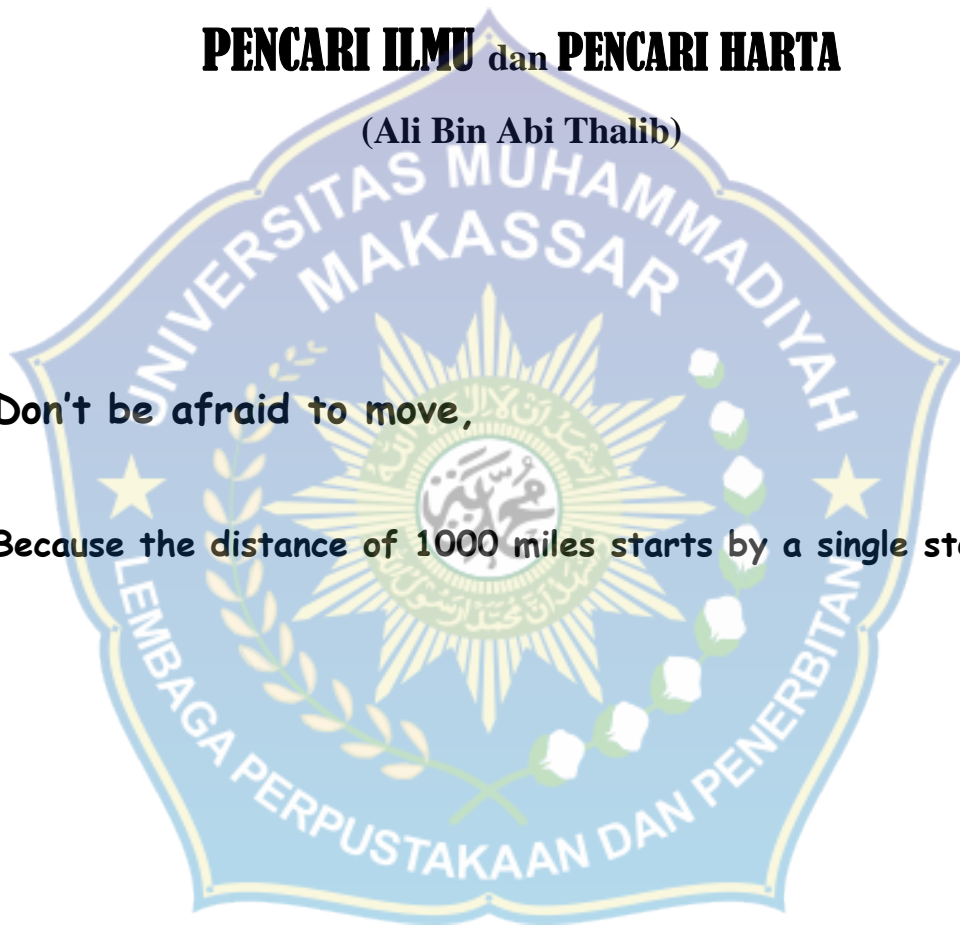 PENCARI ILMU dan PENCARI HARTA
(Ali Bin Abi Thalib)
UNIVERSITAS MUHAMMADIYAH
MAKASSAR
Don't be afraid to move,
Because the distance of 1000 miles starts by a single
LEMBAGA PERPUSTAKAAN DAN PENERBITAN